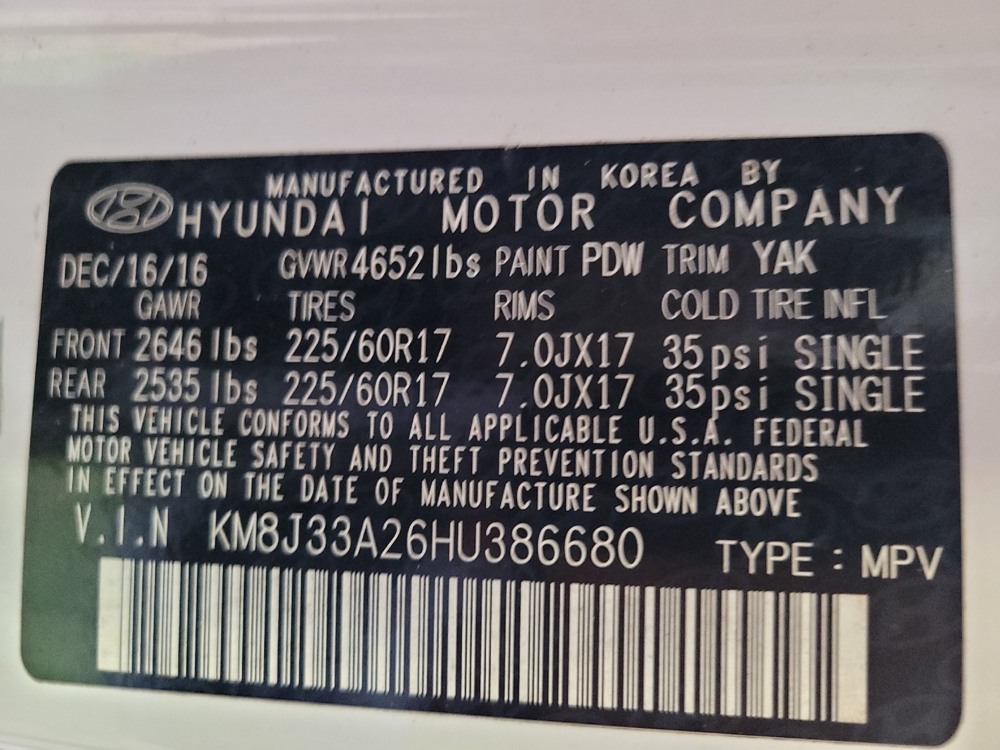 MANUFACTURED IN KOREA BY
HYUNDAI MOTOR COMPANY
DEC/16/16 GVWR 4652lbs PAINT PDW TRIM YAK
GAWR TIRES RIMS COLD TIRE INFL
FRONT 2646 lbs 225/60R17 7.0JX17 35psi SINGLE
REAR 2535 lbs 225/60R17 7.0JX17 35psi SINGLE
THIS VEHICLE CONFORMS TO ALL APPLICABLE U.S.A. FEDERAL
MOTOR VEHICLE SAFETY AND THEFT PREVENTION STANDARDS
IN EFFECT ON THE DATE OF MANUFACTURE SHOWN ABOVE
V.I.N KM8J33A26HU386680 TYPE : MPV